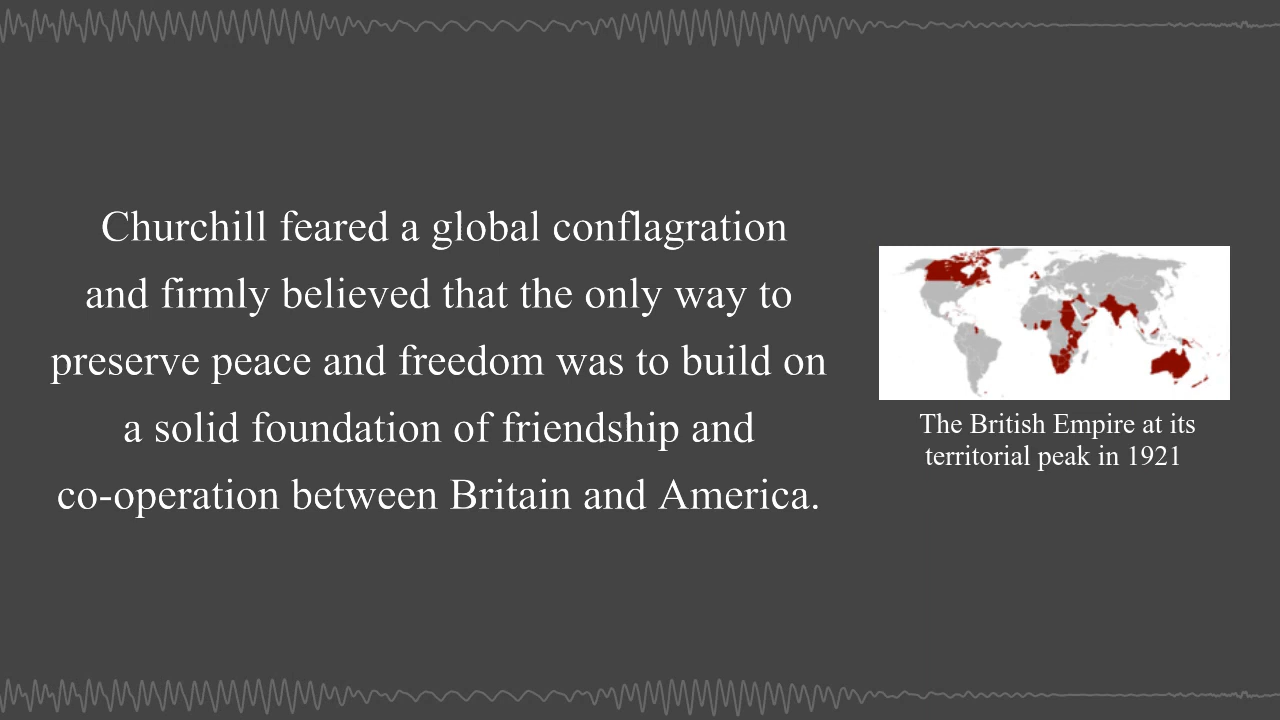 Churchill feared a global conflagration
and firmly believed that the only way to
preserve peace and freedom was to build on
a solid foundation of friendship and
co-operation between Britain and America.
The British Empire at its
territorial peak in 1921